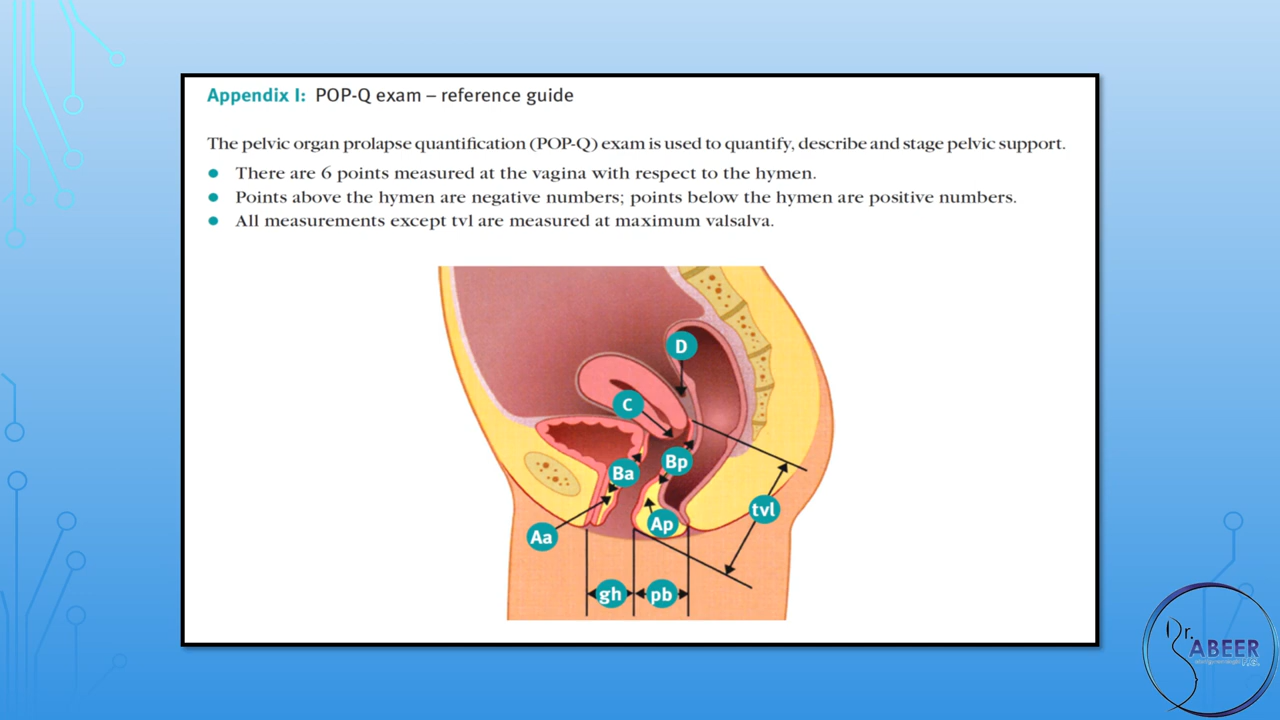 Appendix I: POP-Q exam – reference guide
The pelvic organ prolapse quantification (POP-Q) exam is used to quantify, describe and stage pelvic support.
• There are 6 points measured at the vagina with respect to the hymen.
• Points above the hymen are negative numbers; points below the hymen are positive numbers.
• All measurements except tvl are measured at maximum valsalva.
D
C
Ba
Bp
Aa
Ap
tvl
gh
pb
Dr.
ABEER